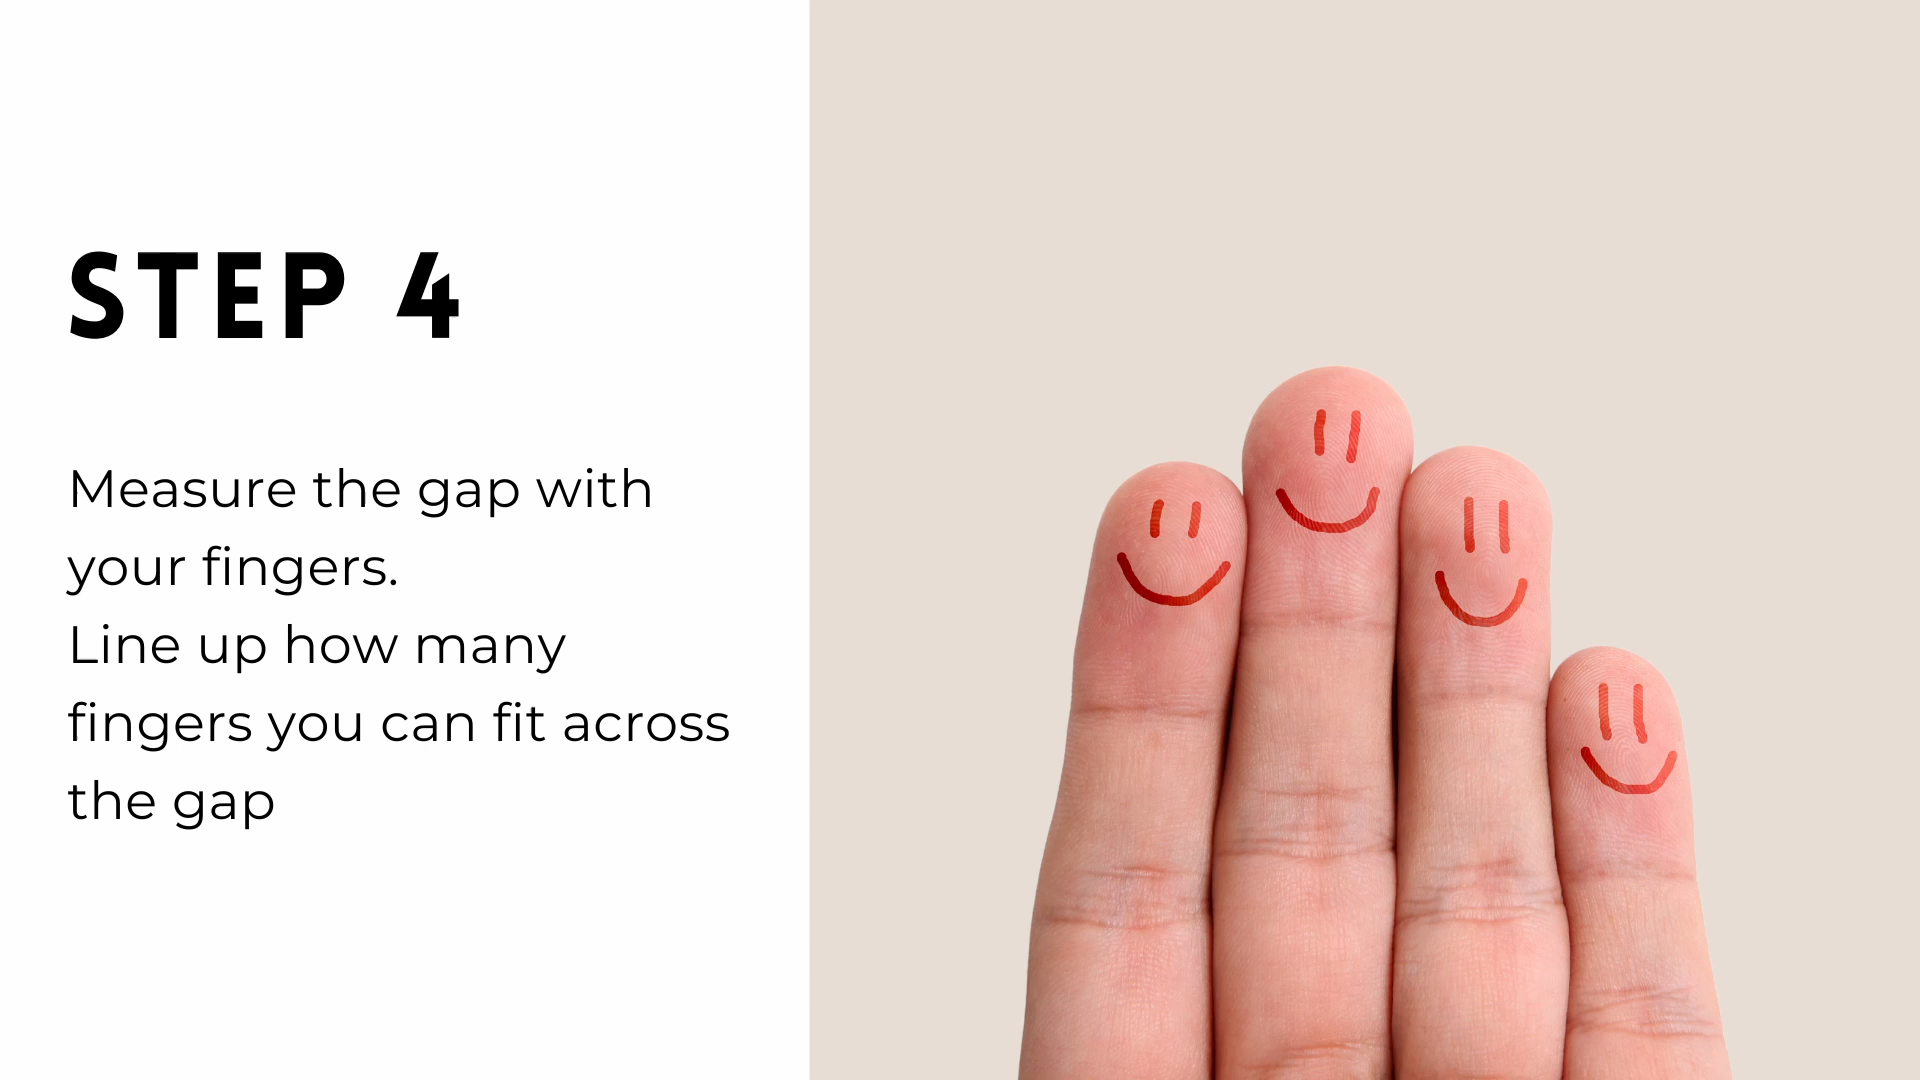 STEP 4
Measure the gap with
your fingers.
Line up how many
fingers you can fit across
the gap